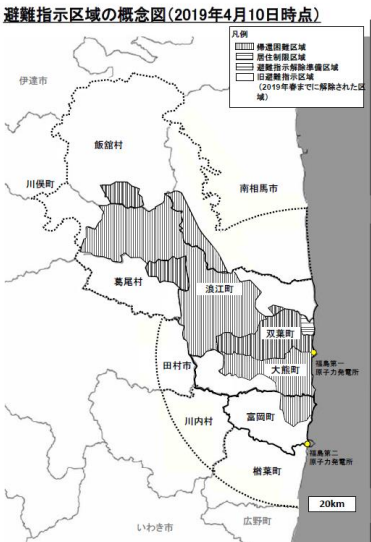 避難指示区域の概念図(2019年4月10日時点)
凡例
帰還困難区域
居住制限区域
避難指示解除準備区域
旧避難指示区域
(2019年春までに解除された区
域)
伊達市
飯舘村
川俣町
南相馬市
葛尾村
浪江町
双葉町
大熊町
福島第一
原子力発電所
田村市
川内村
富岡町
福島第二
原子力発電所
楢葉町
20km
いわき市
広野町